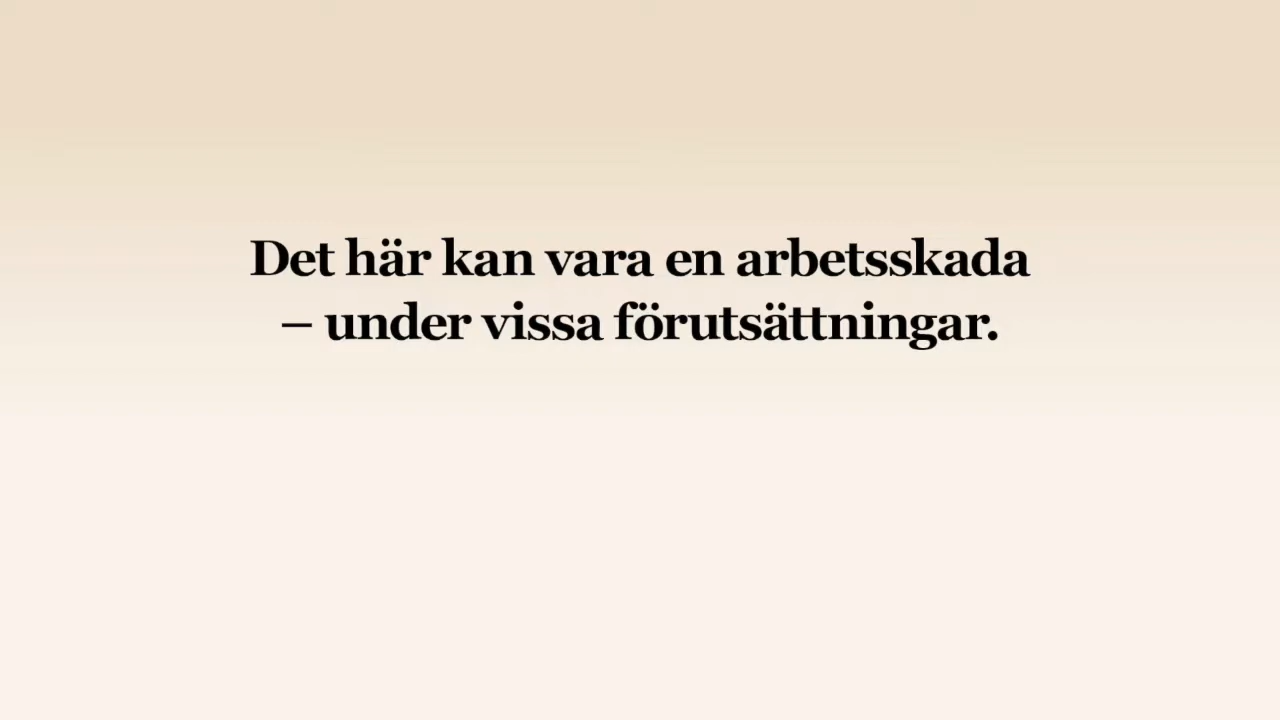 Det här kan vara en arbetsskada
– under vissa förutsättningar.